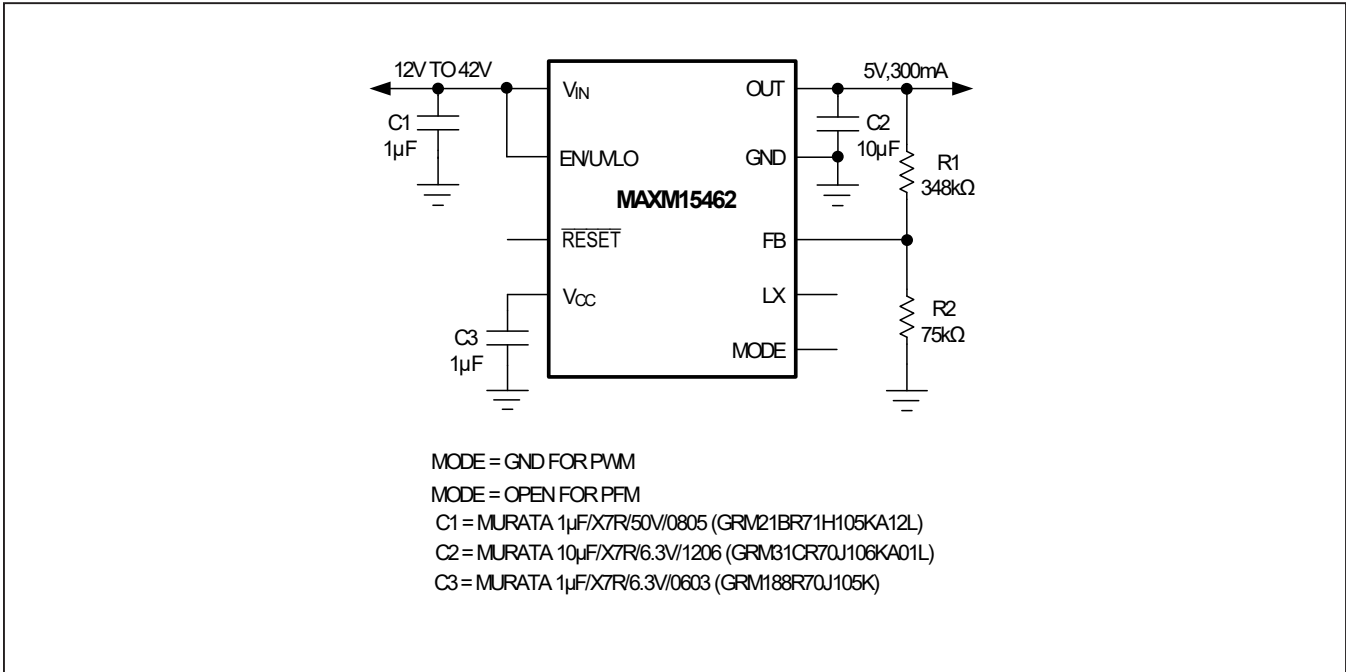 12V TO 42V
C1
1µF
VIN
EN/UVLO
RESET
VCC
C3
1µF
MAXM15462
OUT
GND
FB
LX
MODE
5V,300mA
C2
10µF
R1
348kΩ
R2
75kΩ
MODE = GND FOR PWM
MODE = OPEN FOR PFM
C1 = MURATA 1µF/X7R/50V/0805 (GRM21BR71H105KA12L)
C2 = MURATA 10µF/X7R/6.3V/1206 (GRM31CR70J106KA01L)
C3 = MURATA 1µF/X7R/6.3V/0603 (GRM188R70J105K)